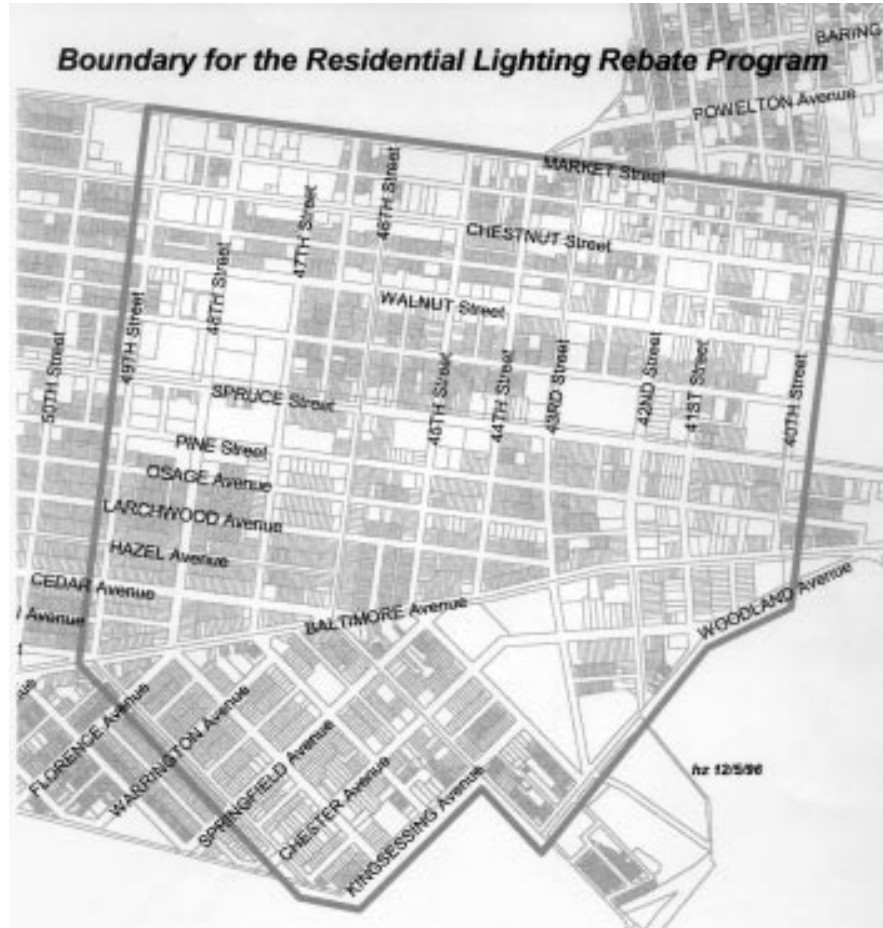 Boundary for the Residential Lighting Rebate Program
BARING
POWELTON Avenue
MARKET Street
46TH Street
47TH Street
CHESTNUT Street
48TH Street
WALNUT Street
49TH Street
50TH Street
45TH Street
44TH Street
43RD Street
42ND Street
41ST Street
40TH Street
SPRUCE Street
PINE Street
OSAGE Avenue
LARCHWOOD Avenue
HAZEL Avenue
CEDAR Avenue
Avenue
BALTIMORE Avenue
WOODLAND Avenue
FLORENCE Avenue
WARRINGTON Avenue
SPRINGFIELD Avenue
CHESTER Avenue
KINGSESSING Avenue
hz 12/5/96